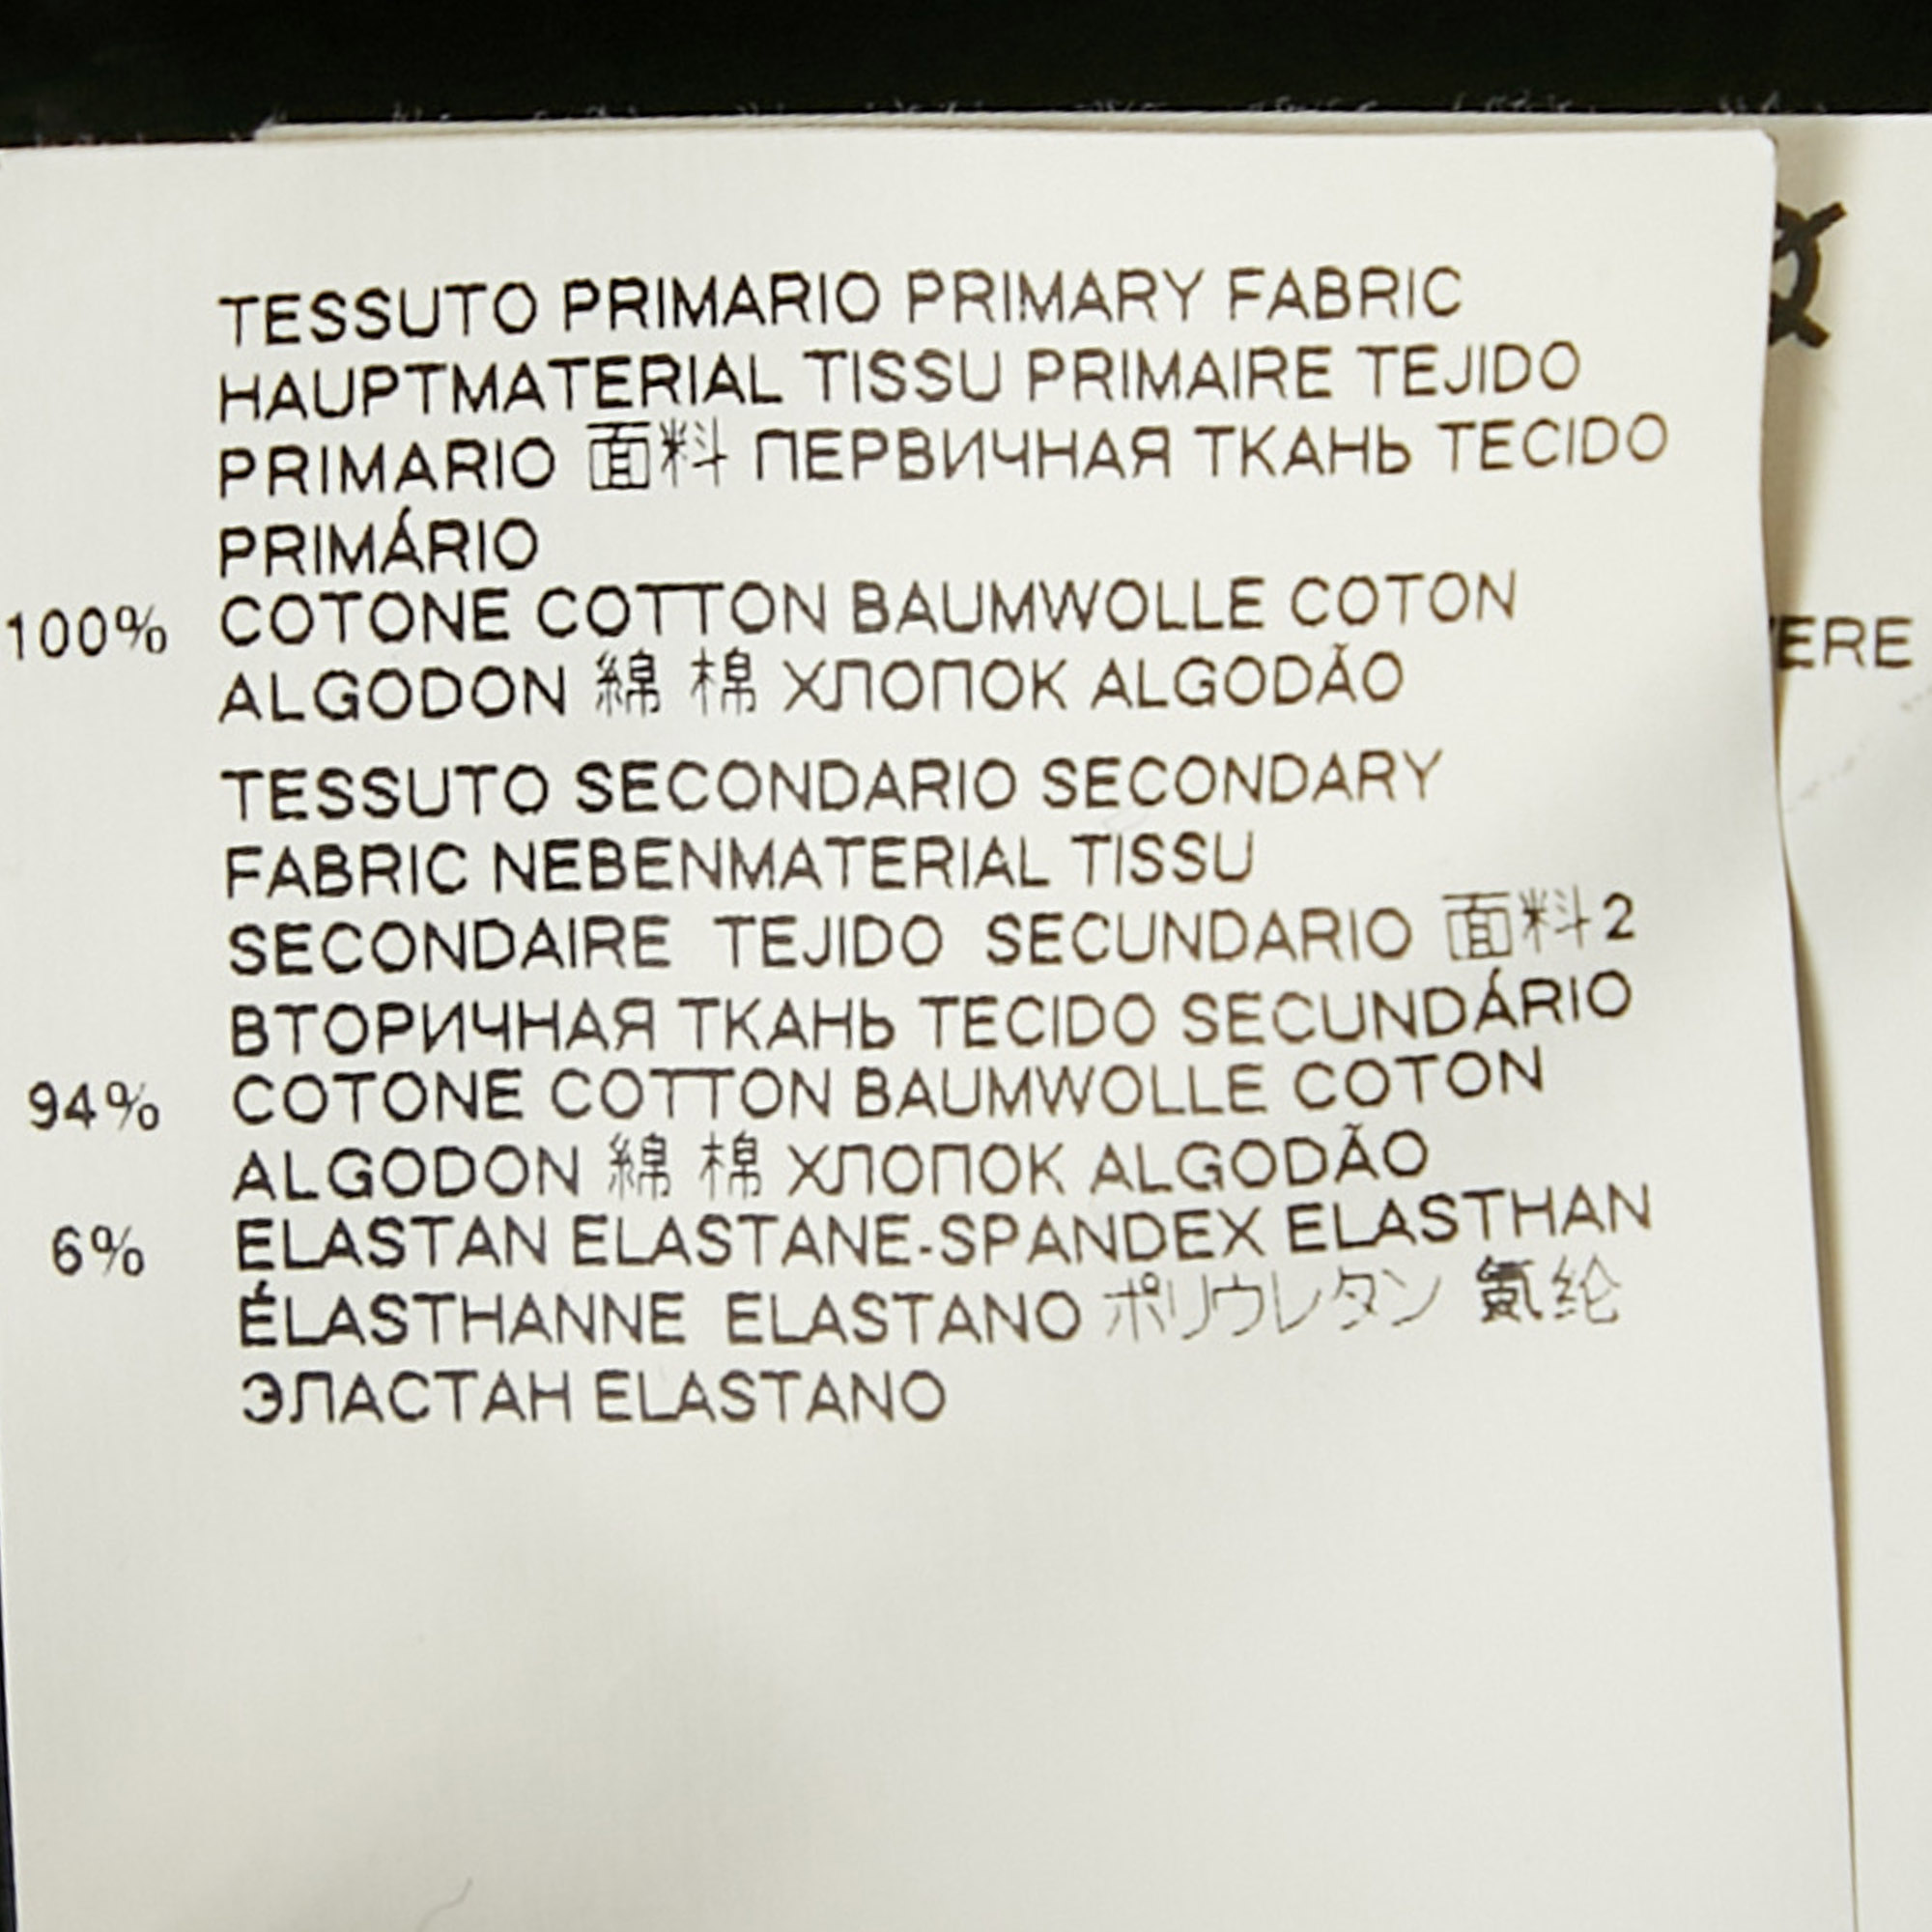 TESSUTO PRIMARIO PRIMARY FABRIC
HAUPTMATERIAL TISSU PRIMAIRE TEJIDO
PRIMARIO 面料 ПЕРВИЧНАЯ ТКАНЬ TECIDO
PRIMÁRIO
100% COTONE COTTON BAUMWOLLE COTON
ALGODON 綿 棉 ХЛОПОК ALGODÃO
TESSUTO SECONDARIO SECONDARY
FABRIC NEBENMATERIAL TISSU
SECONDAIRE TEJIDO SECUNDARIO 面料2
ВТОРИЧНАЯ ТКАНЬ TECIDO SECUNDÁRIO
94% COTONE COTTON BAUMWOLLE COTON
ALGODON 綿 棉 ХЛОПОК ALGODÃO
6% ELASTAN ELASTANE-SPANDEX ELASTHAN
ÉLASTHANNE ELASTANO ポリウレタン 氨纶
ЭЛАСТАН ELASTANO